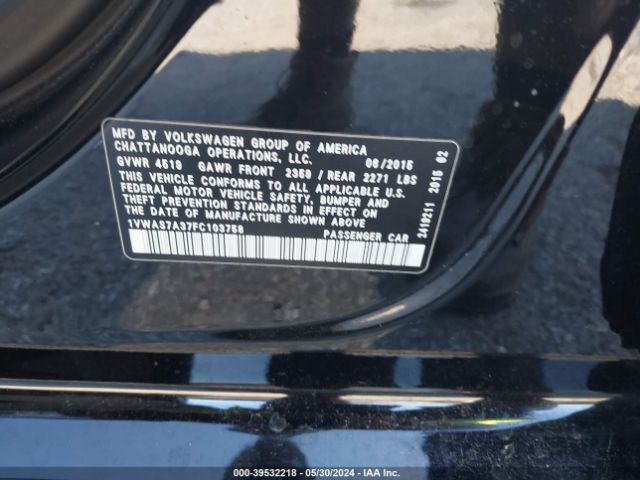 MFD BY VOLKSWAGEN GROUP OF AMERICA
CHATTANOOGA OPERATIONS, LLC. 06/2015
GVWR 4519 GAWR FRONT 2359 / REAR 2271 LBS
THIS VEHICLE CONFORMS TO ALL APPLICABLE U.S.
FEDERAL MOTOR VEHICLE SAFETY, BUMPER AND
THEFT PREVENTION STANDARDS IN EFFECT ON
THE DATE OF MANUFACTURE SHOWN ABOVE
1VWAS7A37FC103758 PASSENGER CAR
2419211 2015 02
000-39532218 - 05/30/2024 - IAA Inc.